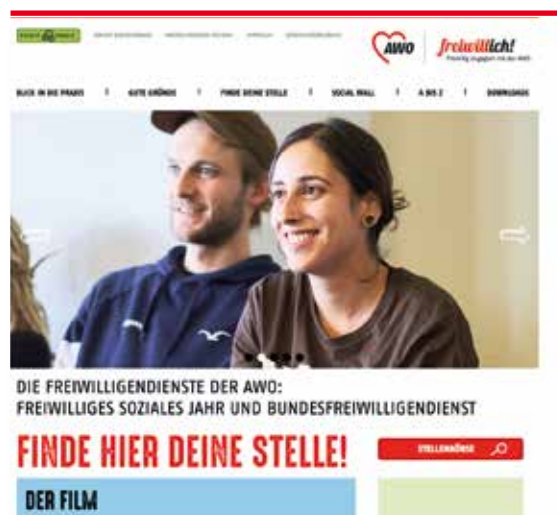 AWO freiwillich!
BLICK IN DIE PRAXIS | GUTE GRÜNDE | FINDE DEINE STELLE | SOCIAL WALL | A BIS Z | DOWNLOADS
DIE FREIWILLIGENDIENSTE DER AWO:
FREIWILLIGES SOZIALES JAHR UND BUNDESFREIWILLIGENDIENST
FINDE HIER DEINE STELLE!
STELLENBÖRSE
DER FILM